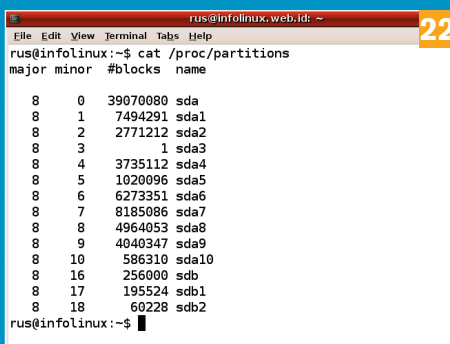 rus@infolinux.web.id: ~
22
File Edit View Terminal Tabs Help
rus@infolinux:~$ cat /proc/partitions
major minor #blocks name
8 0 39070080 sda
8 1 7494291 sda1
8 2 2771212 sda2
8 3 1 sda3
8 4 3735112 sda4
8 5 1020096 sda5
8 6 6273351 sda6
8 7 8185086 sda7
8 8 4964053 sda8
8 9 4040347 sda9
8 10 586310 sda10
8 16 256000 sdb
8 17 195524 sdb1
8 18 60228 sdb2
rus@infolinux:~$